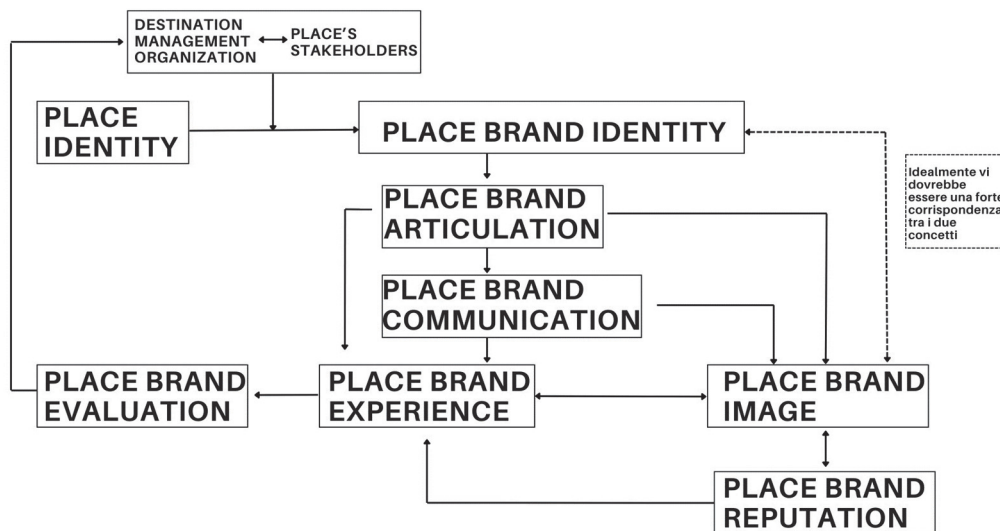 DESTINATION
MANAGEMENT
ORGANIZATION
PLACE'S
STAKEHOLDERS
PLACE
IDENTITY
PLACE BRAND IDENTITY
Idealmente vi
dovrebbe
essere una forte
corrispondenza
tra i due
concetti
PLACE BRAND
ARTICULATION
PLACE BRAND
COMMUNICATION
PLACE BRAND
EVALUATION
PLACE BRAND
EXPERIENCE
PLACE BRAND
IMAGE
PLACE BRAND
REPUTATION